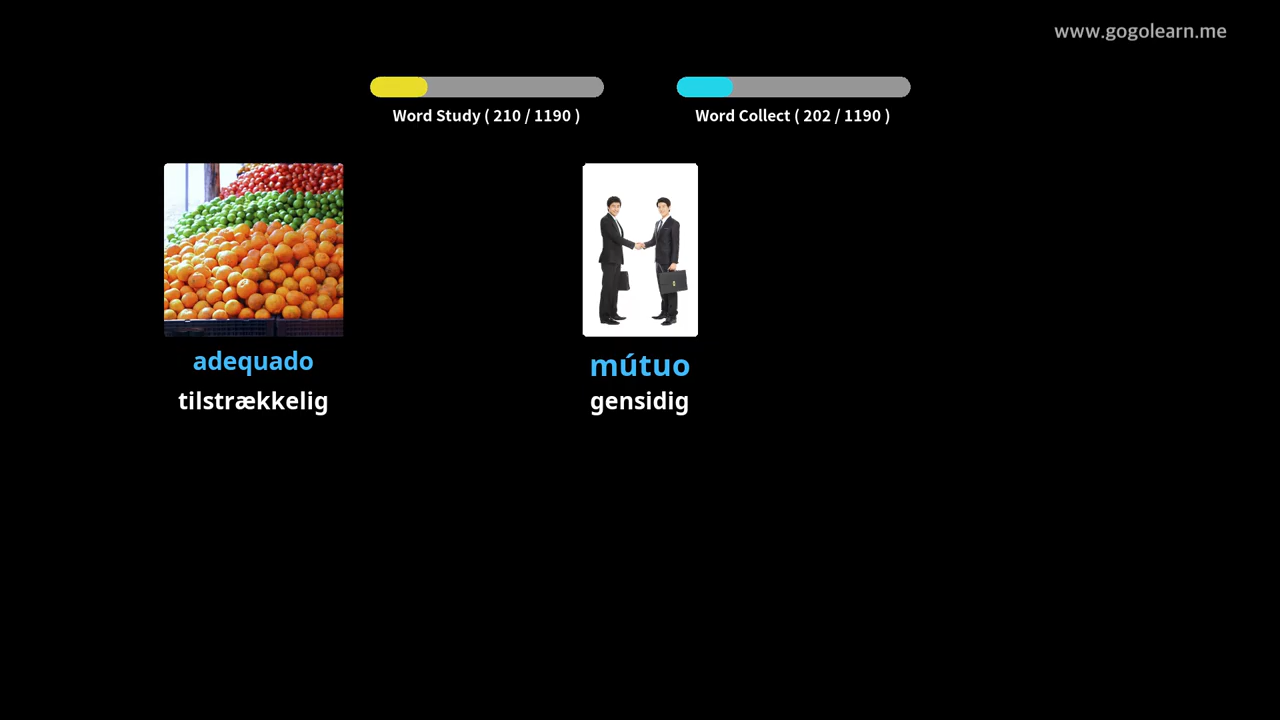 www.gogolearn.me
Word Study ( 210 / 1190 )
Word Collect ( 202 / 1190 )
adequado
tilstrækkelig
mútuo
gensidig